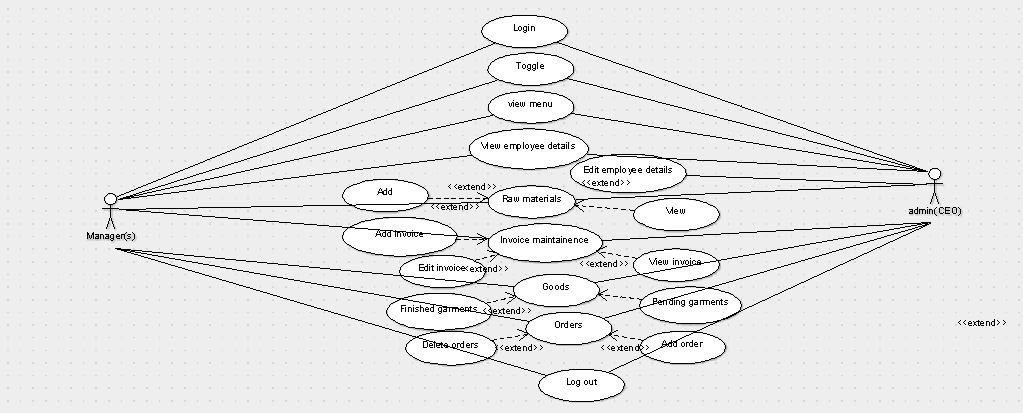 Login
Toggle
view menu
View employee details
Edit employee details
<<extend>>
Add
<<extend>>
Raw materials
<<extend>>
View
admin(CEO)
Manager(s)
Add invoice
Invoice maintainence
Edit invoice
<<extend>>
<<extend>>
View invoice
Goods
Finished garments
<<extend>>
Pending garments
Orders
<<extend>>
Delete orders
<<extend>>
<<extend>>
Add order
Log out